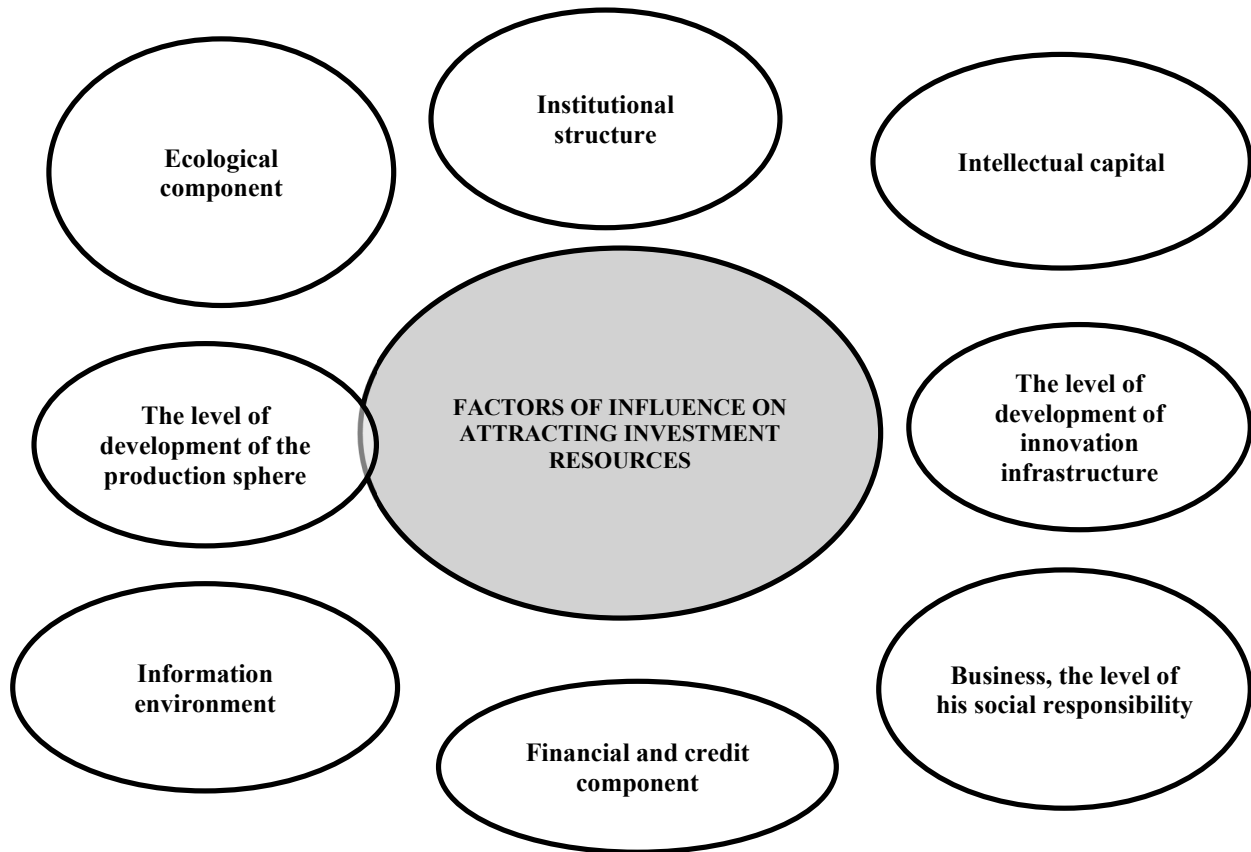 Institutional
structure
Ecological
component
Intellectual capital
FACTORS OF INFLUENCE ON
ATTRACTING INVESTMENT
RESOURCES
The level of
development of the
production sphere
The level of
development of
innovation
infrastructure
Information
environment
Business, the level of
his social responsibility
Financial and credit
component